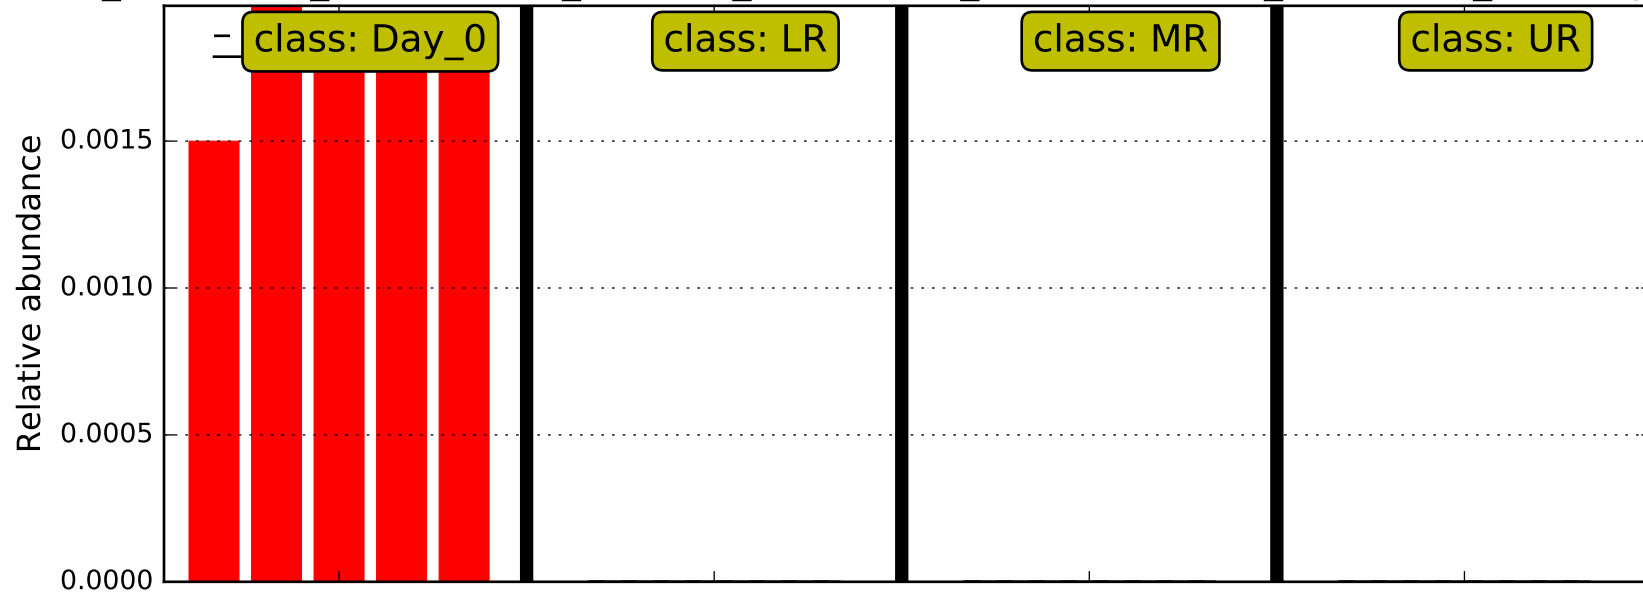 class: Day_0
class: LR
class: MR
class: UR
Relative abundance
0.0015
0.0010
0.0005
0.0000